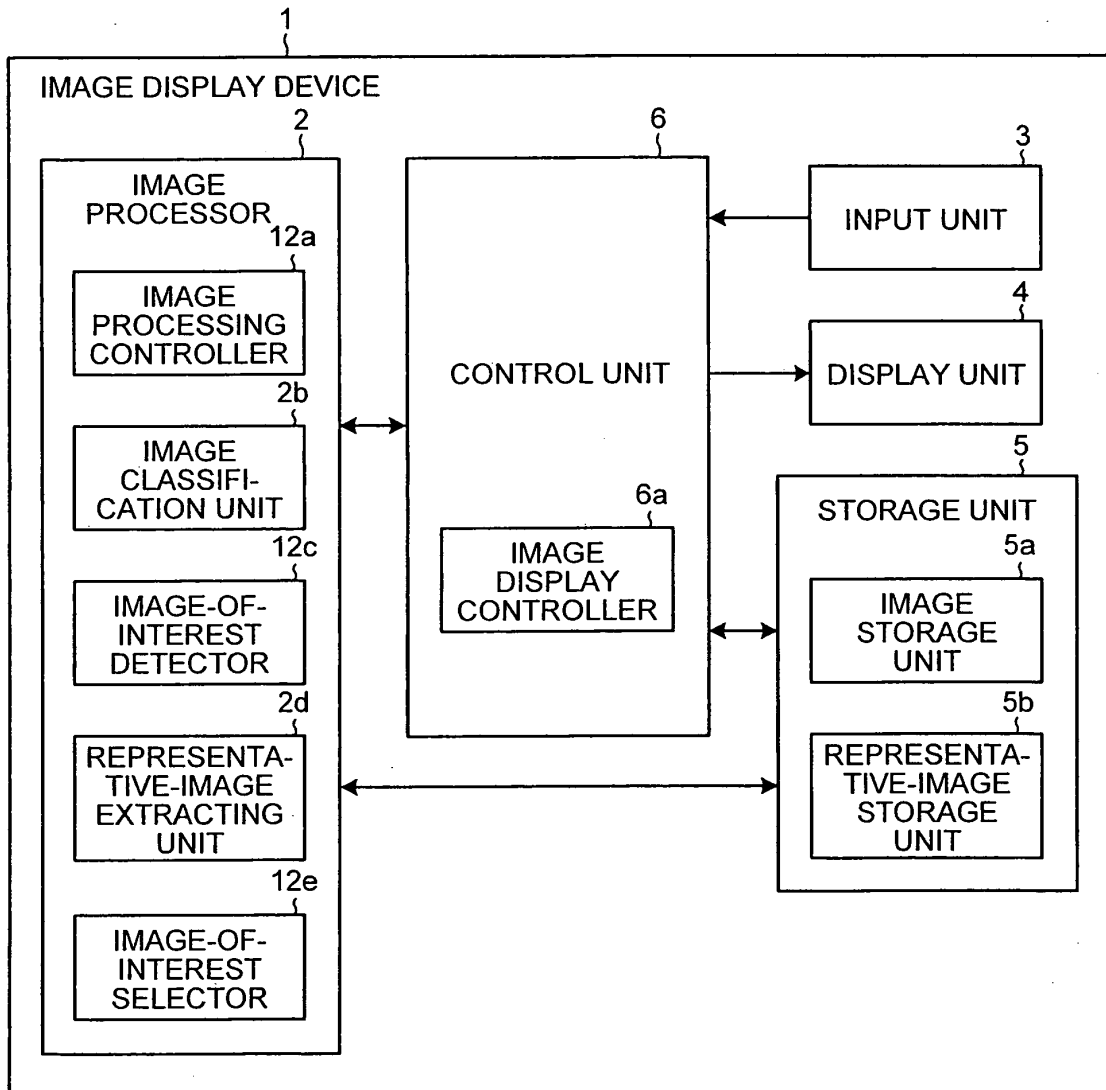 1
IMAGE DISPLAY DEVICE
2
IMAGE
PROCESSOR
12a
IMAGE
PROCESSING
CONTROLLER
2b
IMAGE
CLASSIFI-
CATION UNIT
12c
IMAGE-OF-
INTEREST
DETECTOR
2d
REPRESENTA-
TIVE-IMAGE
EXTRACTING
UNIT
12e
IMAGE-OF-
INTEREST
SELECTOR
6
CONTROL UNIT
6a
IMAGE
DISPLAY
CONTROLLER
3
INPUT UNIT
4
DISPLAY UNIT
5
STORAGE UNIT
5a
IMAGE
STORAGE
UNIT
5b
REPRESENTA-
TIVE-IMAGE
STORAGE
UNIT